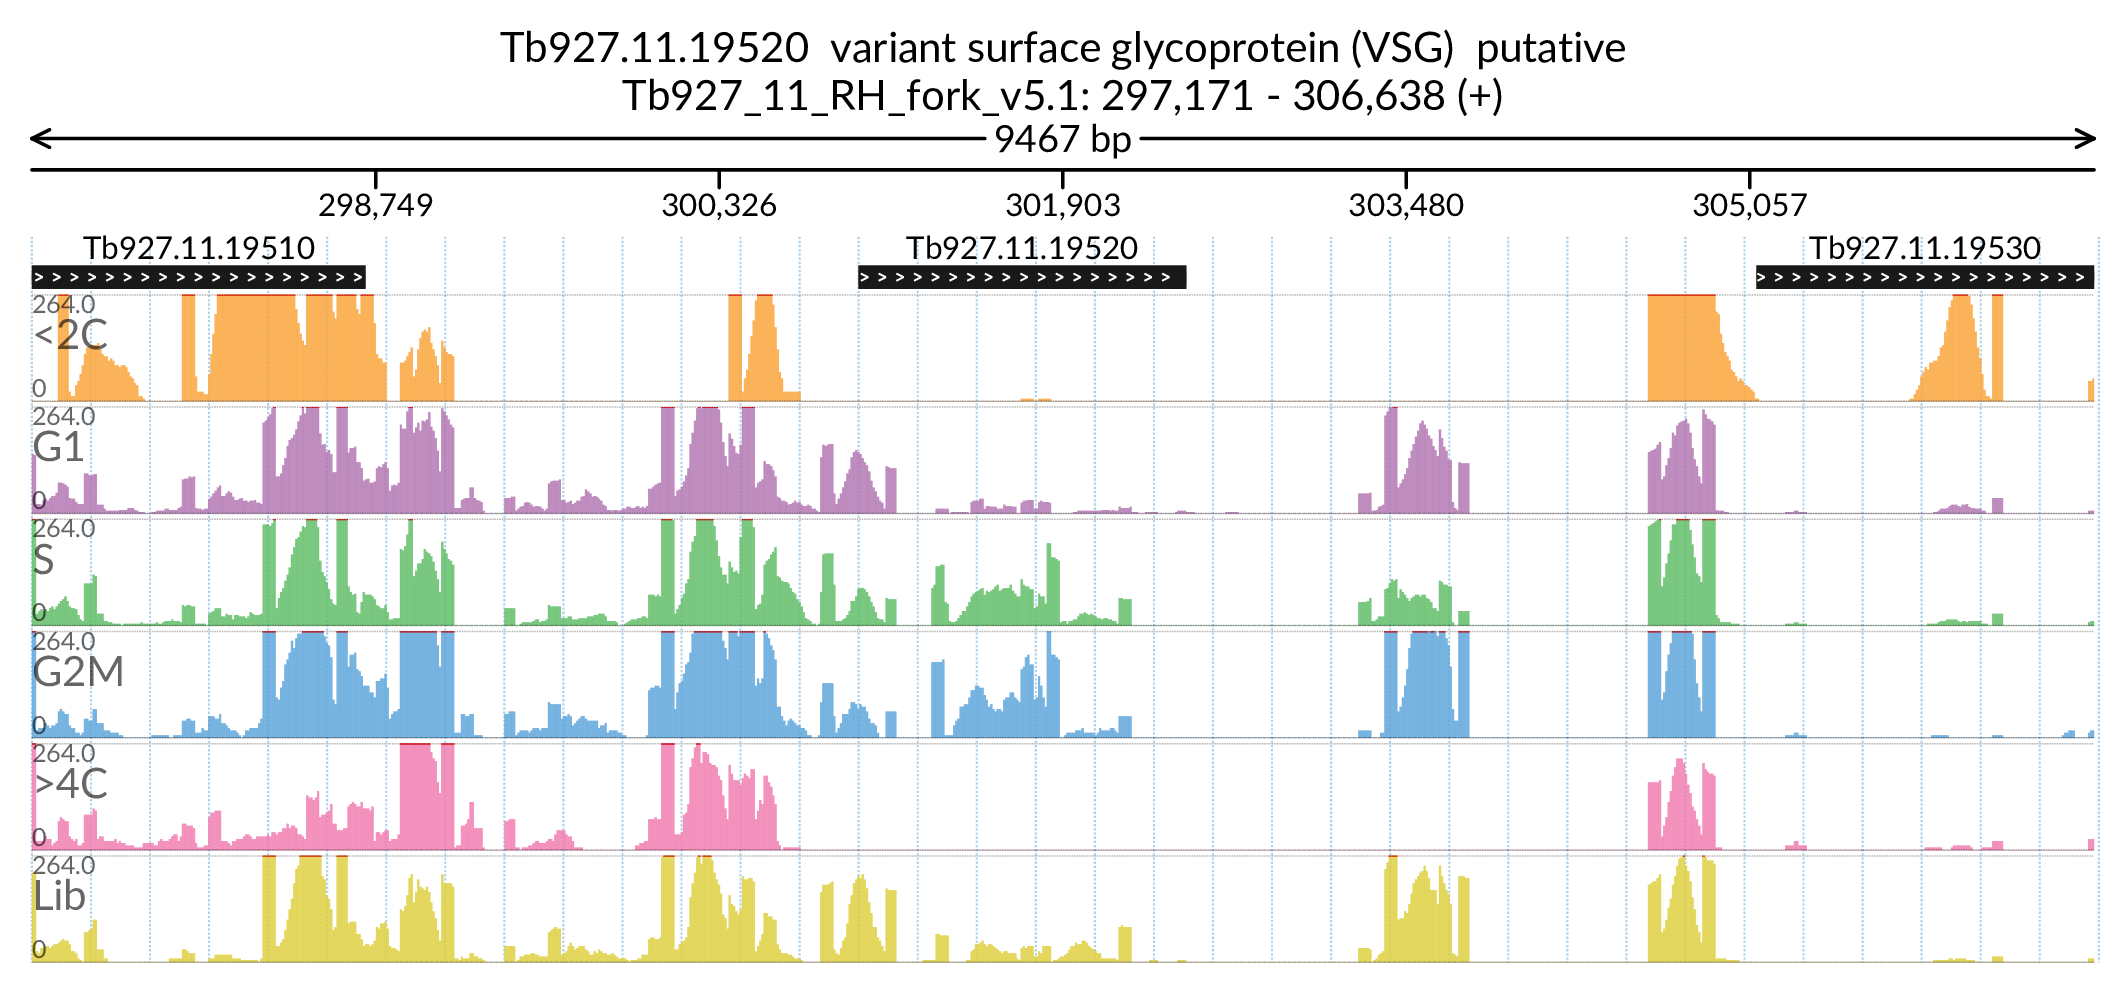 Tb927.11.19520  variant surface glycoprotein (VSG)  putative
Tb927_11_RH_fork_v5.1: 297,171 - 306,638 (+)
9467 bp
298,749 300,326 301,903 303,480 305,057
Tb927.11.19510 Tb927.11.19520 Tb927.11.19530
264.0
<2C
0
264.0
G1
0
264.0
S
0
264.0
G2M
0
264.0
>4C
0
264.0
Lib
0